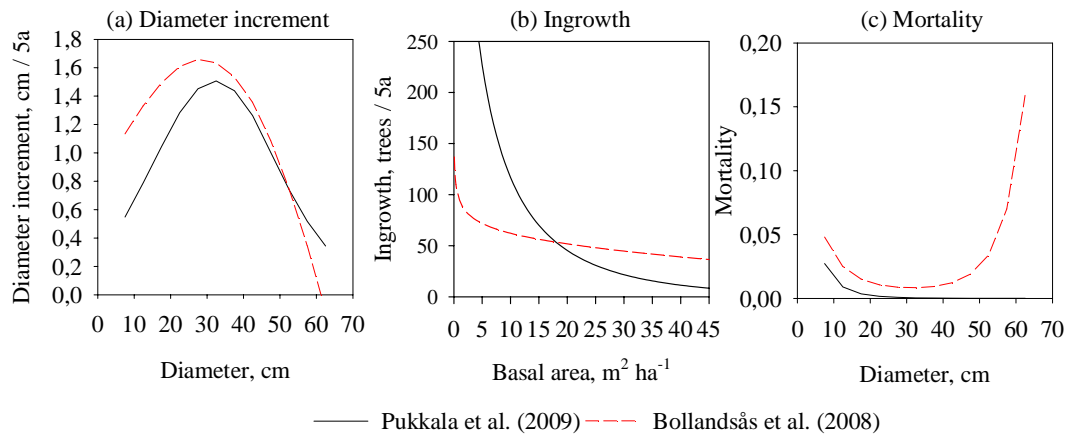 (a) Diameter increment
Diameter increment, cm / 5a
1,8
1,6
1,4
1,2
1,0
0,8
0,6
0,4
0,2
0,0
0 10 20 30 40 50 60 70
Diameter, cm
(b) Ingrowth
Ingrowth, trees / 5a
250
200
150
100
50
0
0 5 10 15 20 25 30 35 40 45
Basal area, m² ha⁻¹
(c) Mortality
Mortality
0,20
0,15
0,10
0,05
0,00
0 10 20 30 40 50 60 70
Diameter, cm
Pukkala et al. (2009) Bollandsås et al. (2008)